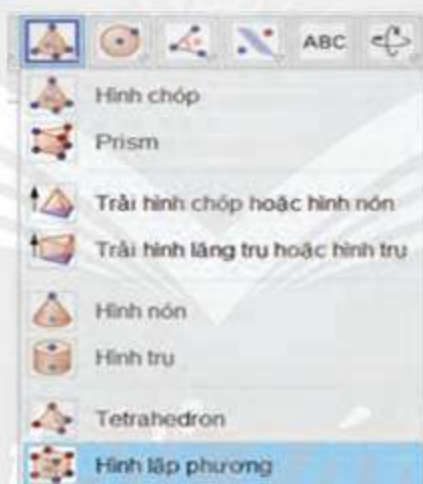 ABC
Hình chóp
Prism
Trải hình chóp hoặc hình nón
Trải hình lăng trụ hoặc hình trụ
Hình nón
Hình trụ
Tetrahedron
Hình lập phương